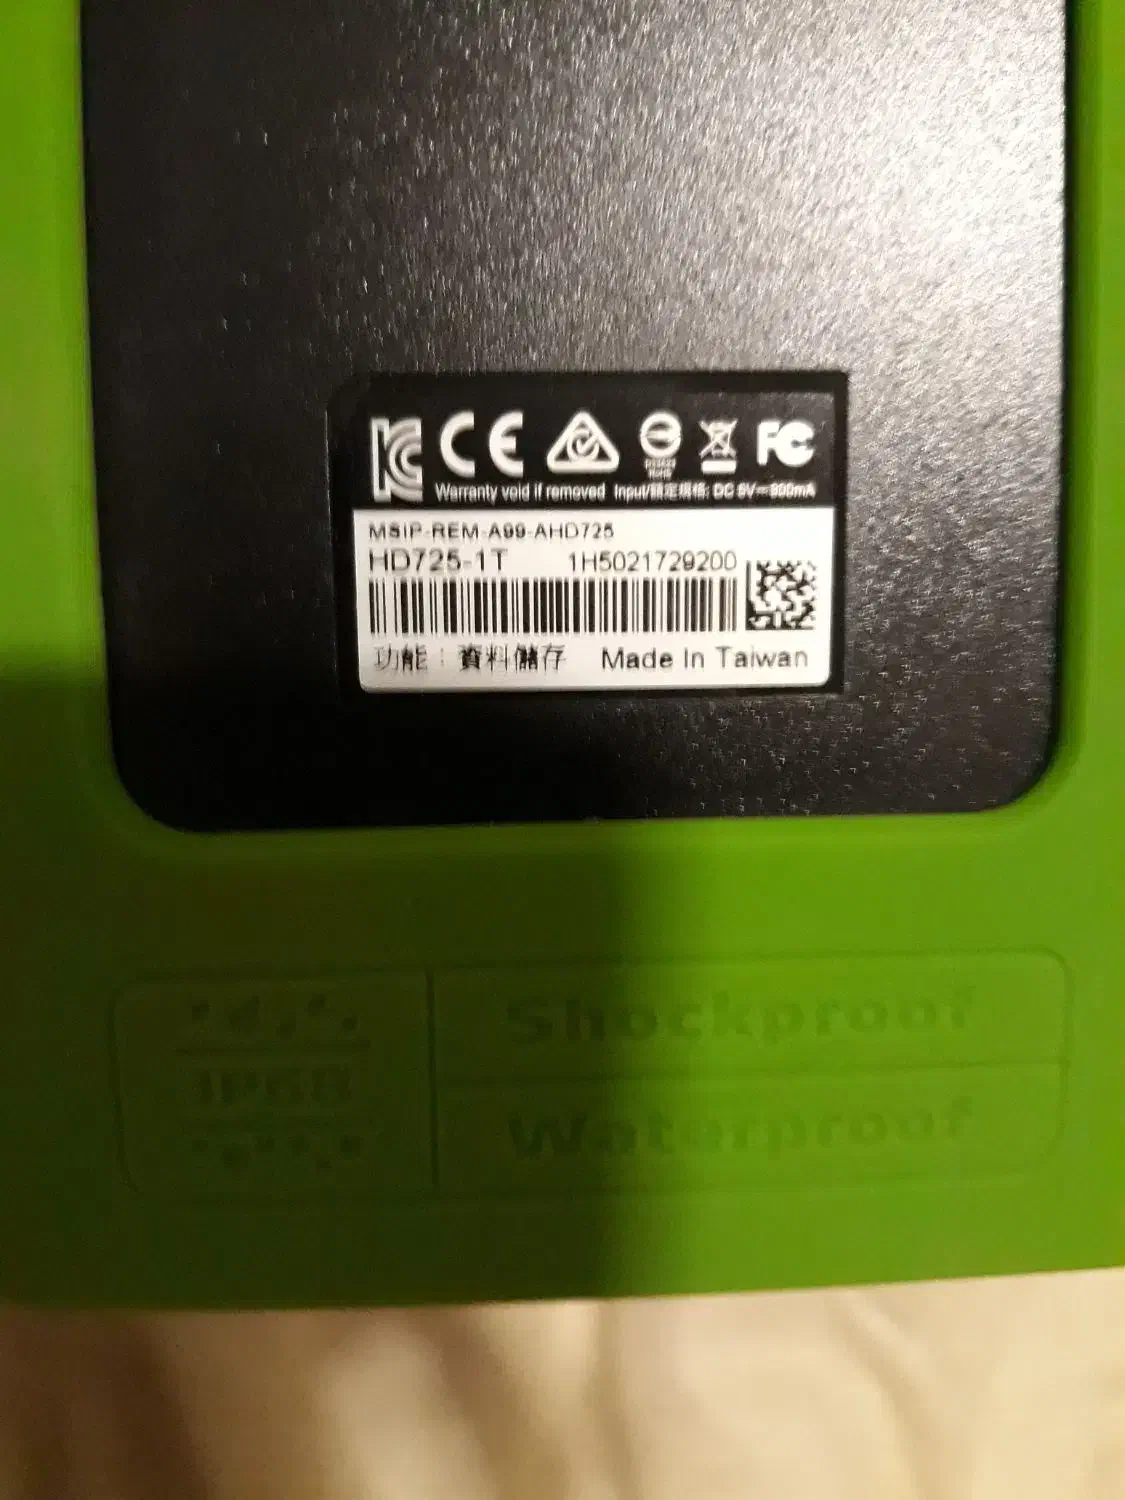 Warranty void if removed Input/額定規格: DC 5V⎓900mA
MSIP-REM-A99-AHD725
HD725-1T 1H5021729200
功能：資料儲存 Made In Taiwan
Shockproof
IP68
Waterproof